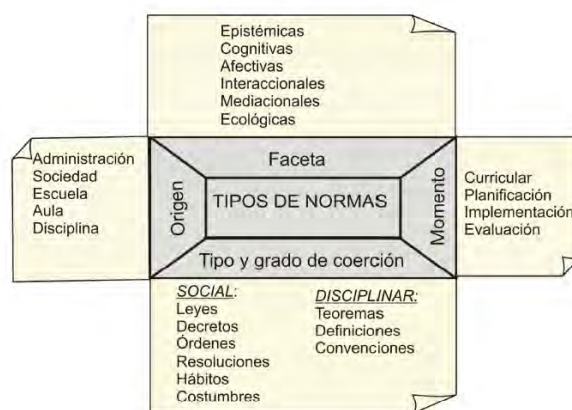 Epistémicas
Cognitivas
Afectivas
Interaccionales
Mediacionales
Ecológicas
Administración
Sociedad
Escuela
Aula
Disciplina
Origen
Faceta
TIPOS DE NORMAS
Momento
Curricular
Planificación
Implementación
Evaluación
Tipo y grado de coerción
SOCIAL:
Leyes
Decretos
Órdenes
Resoluciones
Hábitos
Costumbres
DISCIPLINAR:
Teoremas
Definiciones
Convenciones